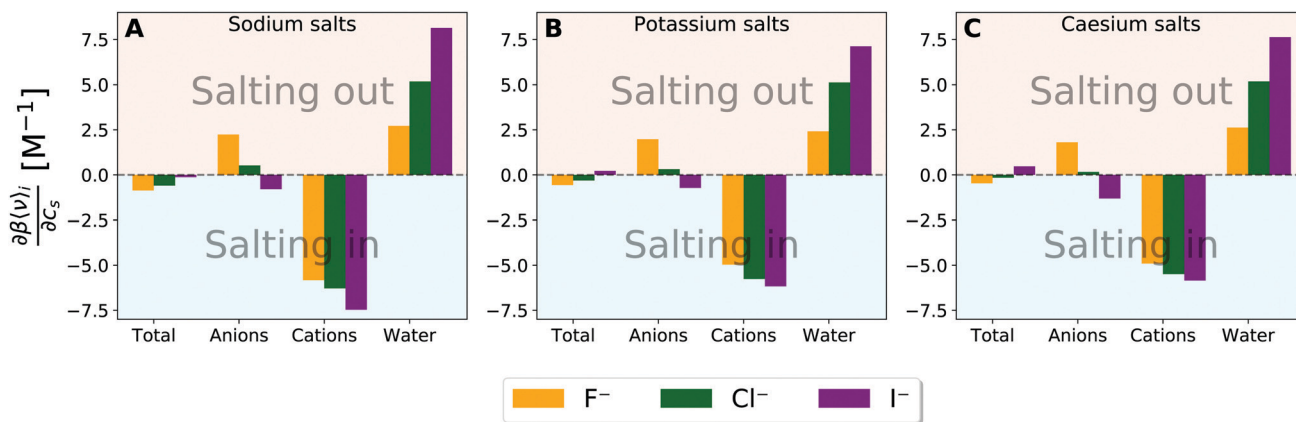 A
Sodium salts
B
Potassium salts
C
Caesium salts
∂β⟨ν⟩ᵢ
∂cₛ
[M⁻¹]
7.5
5.0
2.5
0.0
−2.5
−5.0
−7.5
Salting out
Salting in
Total Anions Cations Water
7.5
5.0
2.5
0.0
−2.5
−5.0
−7.5
Salting out
Salting in
Total Anions Cations Water
7.5
5.0
2.5
0.0
−2.5
−5.0
−7.5
Salting out
Salting in
Total Anions Cations Water
F⁻ Cl⁻ I⁻